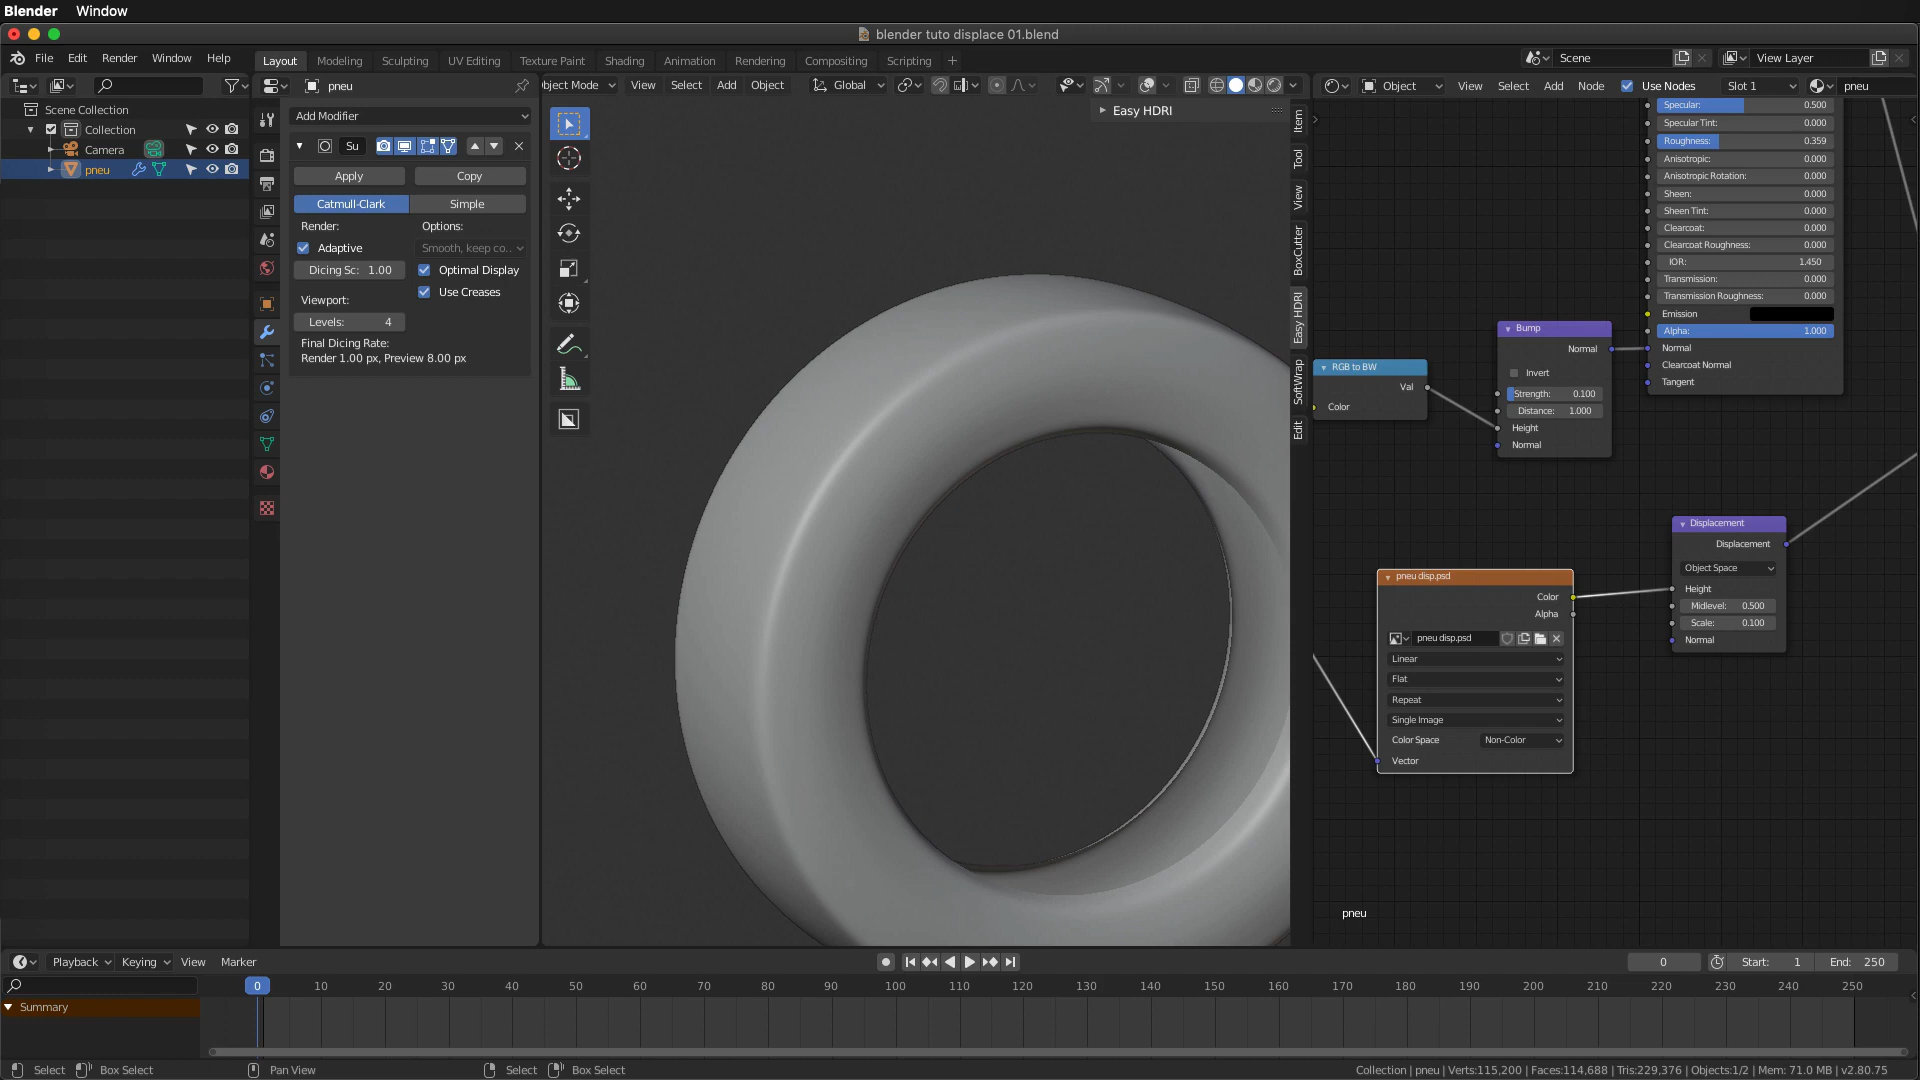 Blender Window
blender tuto displace 01.blend
File Edit Render Window Help
Layout Modeling Sculpting UV Editing Texture Paint Shading Animation Rendering Compositing Scripting +
Scene
View Layer
pneu
bject Mode View Select Add Object Global
Object View Select Add Node Use Nodes Slot 1 pneu
Scene Collection
Collection
Camera
pneu
Add Modifier
Su
Apply Copy
Catmull-Clark Simple
Render: Options:
Adaptive Smooth, keep co..
Dicing Sc: 1.00 Optimal Display
Use Creases
Viewport:
Levels: 4
Final Dicing Rate:
Render 1.00 px, Preview 8.00 px
Easy HDRI
Item
Tool
View
BoxCutter
Easy HDRI
SoftWrap
Edit
Specular: 0.500
Specular Tint: 0.000
Roughness: 0.359
Anisotropic: 0.000
Anisotropic Rotation: 0.000
Sheen: 0.000
Sheen Tint: 0.000
Clearcoat: 0.000
Clearcoat Roughness: 0.000
IOR: 1.450
Transmission: 0.000
Transmission Roughness: 0.000
Emission
Alpha: 1.000
Normal
Clearcoat Normal
Tangent
RGB to BW
Val
Color
Bump
Normal
Invert
Strength: 0.100
Distance: 1.000
Height
Normal
Displacement
Displacement
Object Space
Height
Midlevel: 0.500
Scale: 0.100
Normal
pneu disp.psd
Color
Alpha
pneu disp.psd
Linear
Flat
Repeat
Single Image
Color Space Non-Color
Vector
pneu
Playback Keying View Marker
0 Start: 1 End: 250
0 10 20 30 40 50 60 70 80 90 100 110 120 130 140 150 160 170 180 190 200 210 220 230 240 250
Summary
Select Box Select Pan View Select Box Select
Collection | pneu | Verts:115,200 | Faces:114,688 | Tris:229,376 | Objects:1/2 | Mem: 71.0 MB | v2.80.75